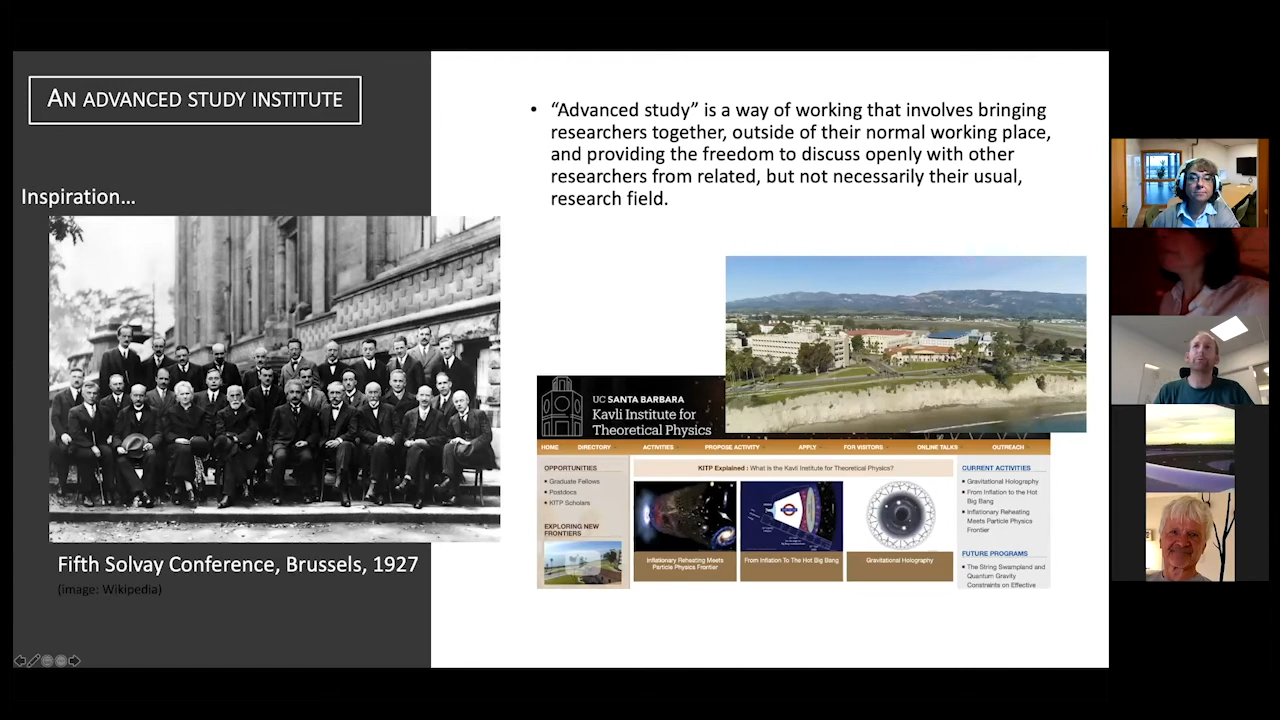 AN ADVANCED STUDY INSTITUTE
Inspiration...
Fifth Solvay Conference, Brussels, 1927
(image: Wikipedia)
• “Advanced study” is a way of working that involves bringing
researchers together, outside of their normal working place,
and providing the freedom to discuss openly with other
researchers from related, but not necessarily their usual,
research field.
UC SANTA BARBARA
Kavli Institute for
Theoretical Physics
HOME DIRECTORY ACTIVITIES PROPOSE ACTIVITY APPLY FOR VISITORS ONLINE TALKS OUTREACH
OPPORTUNITIES
• Graduate Fellows
• Postdocs
• KITP Scholars
EXPLORING NEW
FRONTIERS
KITP Explained : What is the Kavli Institute for Theoretical Physics?
Inflationary Reheating Meets
Particle Physics Frontier
From Inflation To The Hot Big Bang
Gravitational Holography
CURRENT ACTIVITIES
• Gravitational Holography
• From Inflation to the Hot
Big Bang
• Inflationary Reheating
Meets Particle Physics
Frontier
FUTURE PROGRAMS
• The String Swampland and
Quantum Gravity
Constraints on Effective